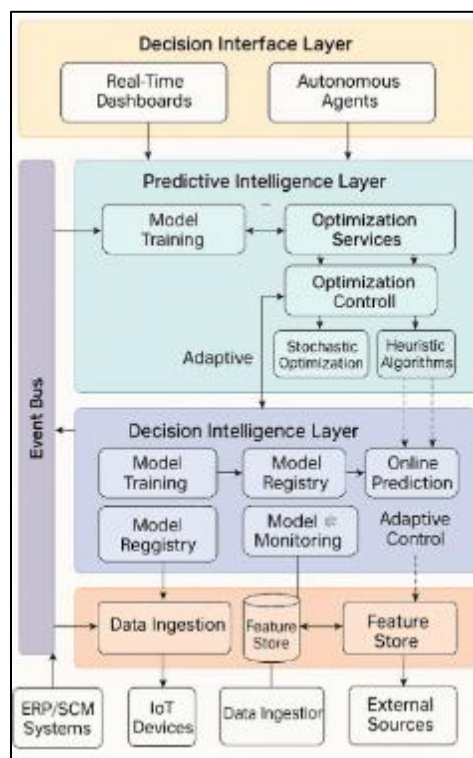 Decision Interface Layer
Real-Time
Dashboards
Autonomous
Agents
Event Bus
Predictive Intelligence Layer
Model
Training
Optimization
Services
Optimization
Controll
Adaptive
Stochastic
Optimization
Heuristic
Algorithms
Decision Intelligence Layer
Model
Training
Model
Registry
Online
Prediction
Model
Reggistry
Model
Monitoring
Adaptive
Control
Data Ingestion
Feature
Store
Feature
Store
ERP/SCM
Systems
IoT
Devices
Data Ingestior
External
Sources